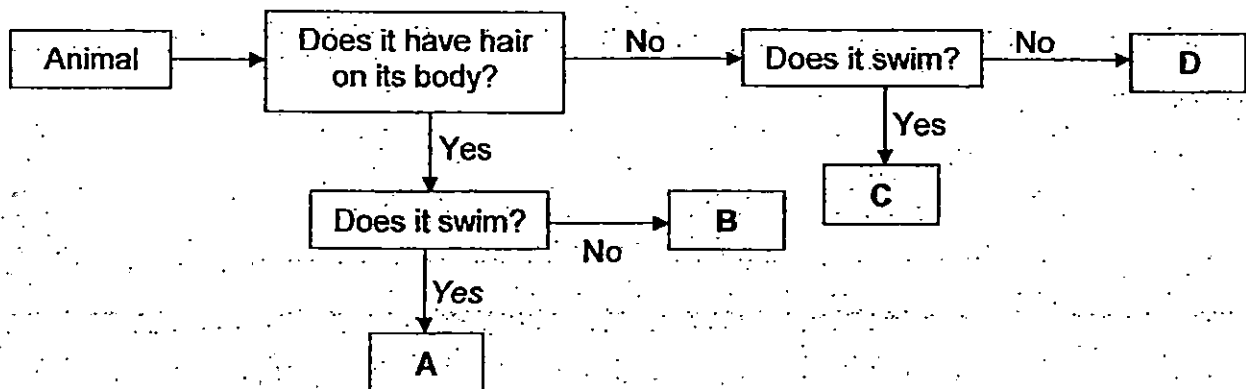 Animal
Does it have hair
on its body?
No
Does it swim?
No
D
Yes
C
Yes
Does it swim?
No
B
Yes
A